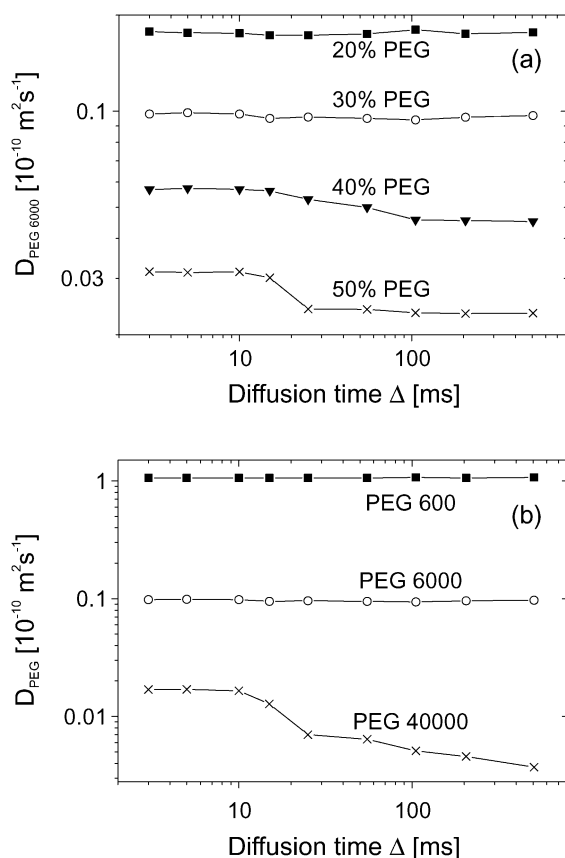 20% PEG
(a)
0.1
30% PEG
40% PEG
0.03
50% PEG
10
100
Diffusion time Δ [ms]
D_PEG 6000 [10^-10 m^2s^-1]
1
(b)
PEG 600
PEG 6000
0.1
PEG 40000
0.01
10
100
Diffusion time Δ [ms]
D_PEG [10^-10 m^2s^-1]